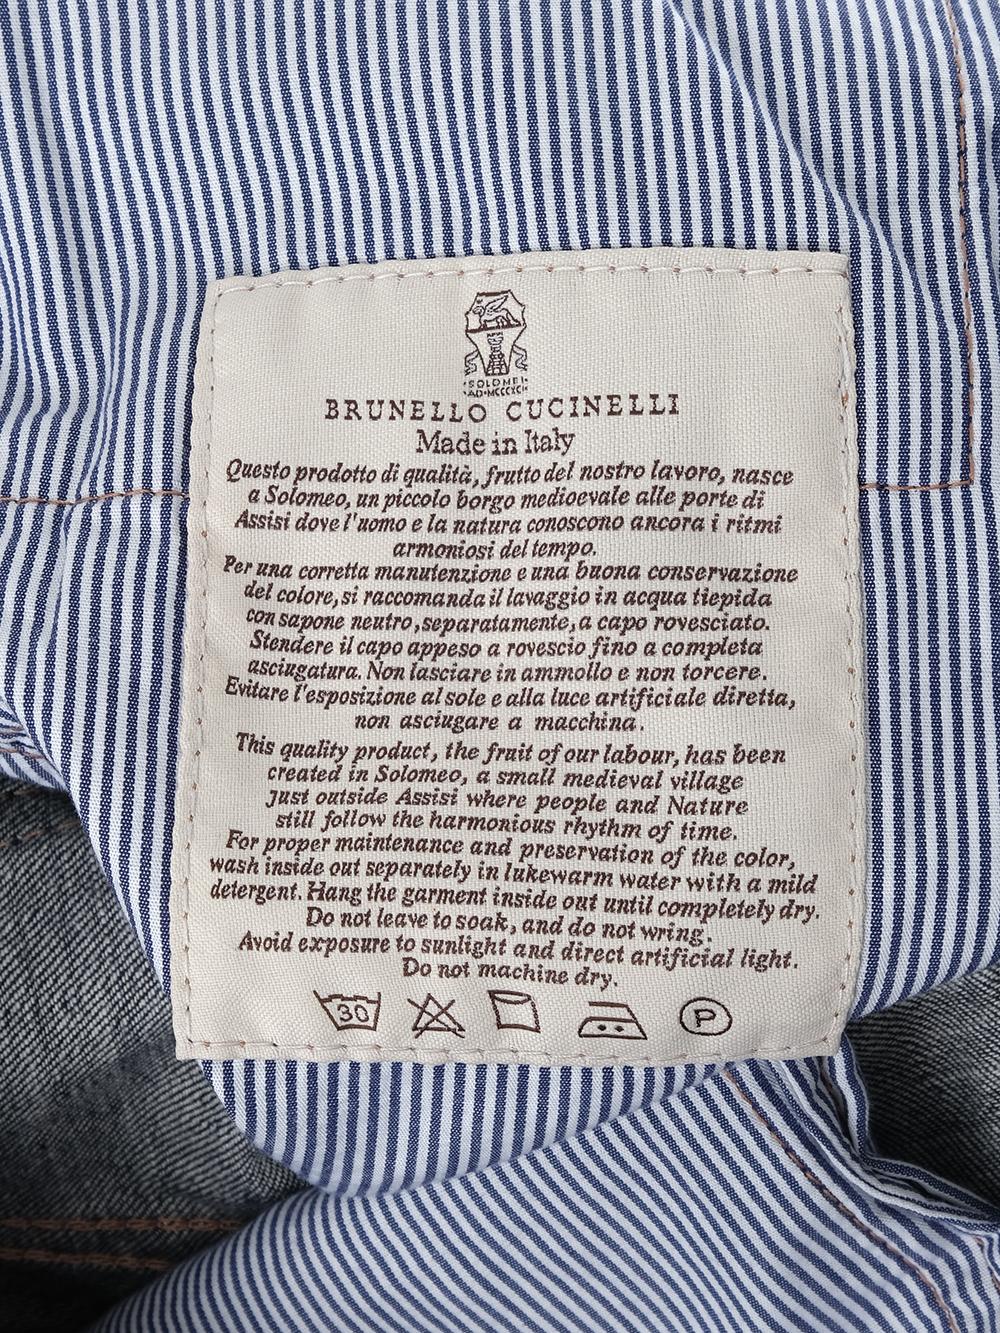 SOLOMEI
BRUNELLO CUCINELLI
Made in Italy
Questo prodotto di qualità, frutto del nostro lavoro, nasce
a Solomeo, un piccolo borgo medioevale alle porte di
Assisi dove l'uomo e la natura conoscono ancora i ritmi
armoniosi del tempo.
Per una corretta manutenzione e una buona conservazione
del colore, si raccomanda il lavaggio in acqua tiepida
con sapone neutro, separatamente, a capo rovesciato.
Stendere il capo appeso a rovescio fino a completa
asciugatura. Non lasciare in ammollo e non torcere.
Evitare l'esposizione al sole e alla luce artificiale diretta,
non asciugare a macchina.
This quality product, the fruit of our labour, has been
created in Solomeo, a small medieval village
just outside Assisi where people and Nature
still follow the harmonious rhythm of time.
For proper maintenance and preservation of the color,
wash inside out separately in lukewarm water with a mild
detergent. Hang the garment inside out until completely dry.
Do not leave to soak, and do not wring.
Avoid exposure to sunlight and direct artificial light.
Do not machine dry.
30 P